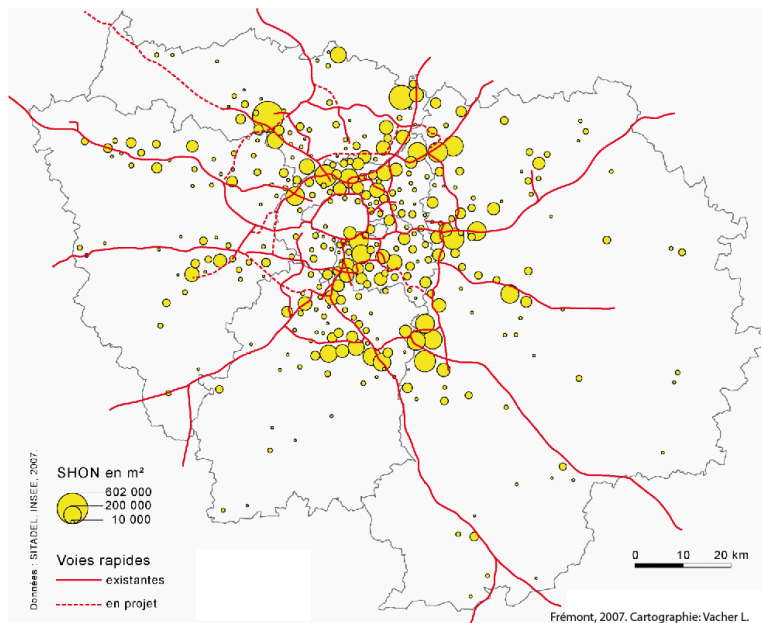 Données : SITADEL, INSEE, 2007.
SHON en m²
602 000
200 000
10 000
Voies rapides
existantes
en projet
0 10 20 km
Frémont, 2007. Cartographie: Vacher L.